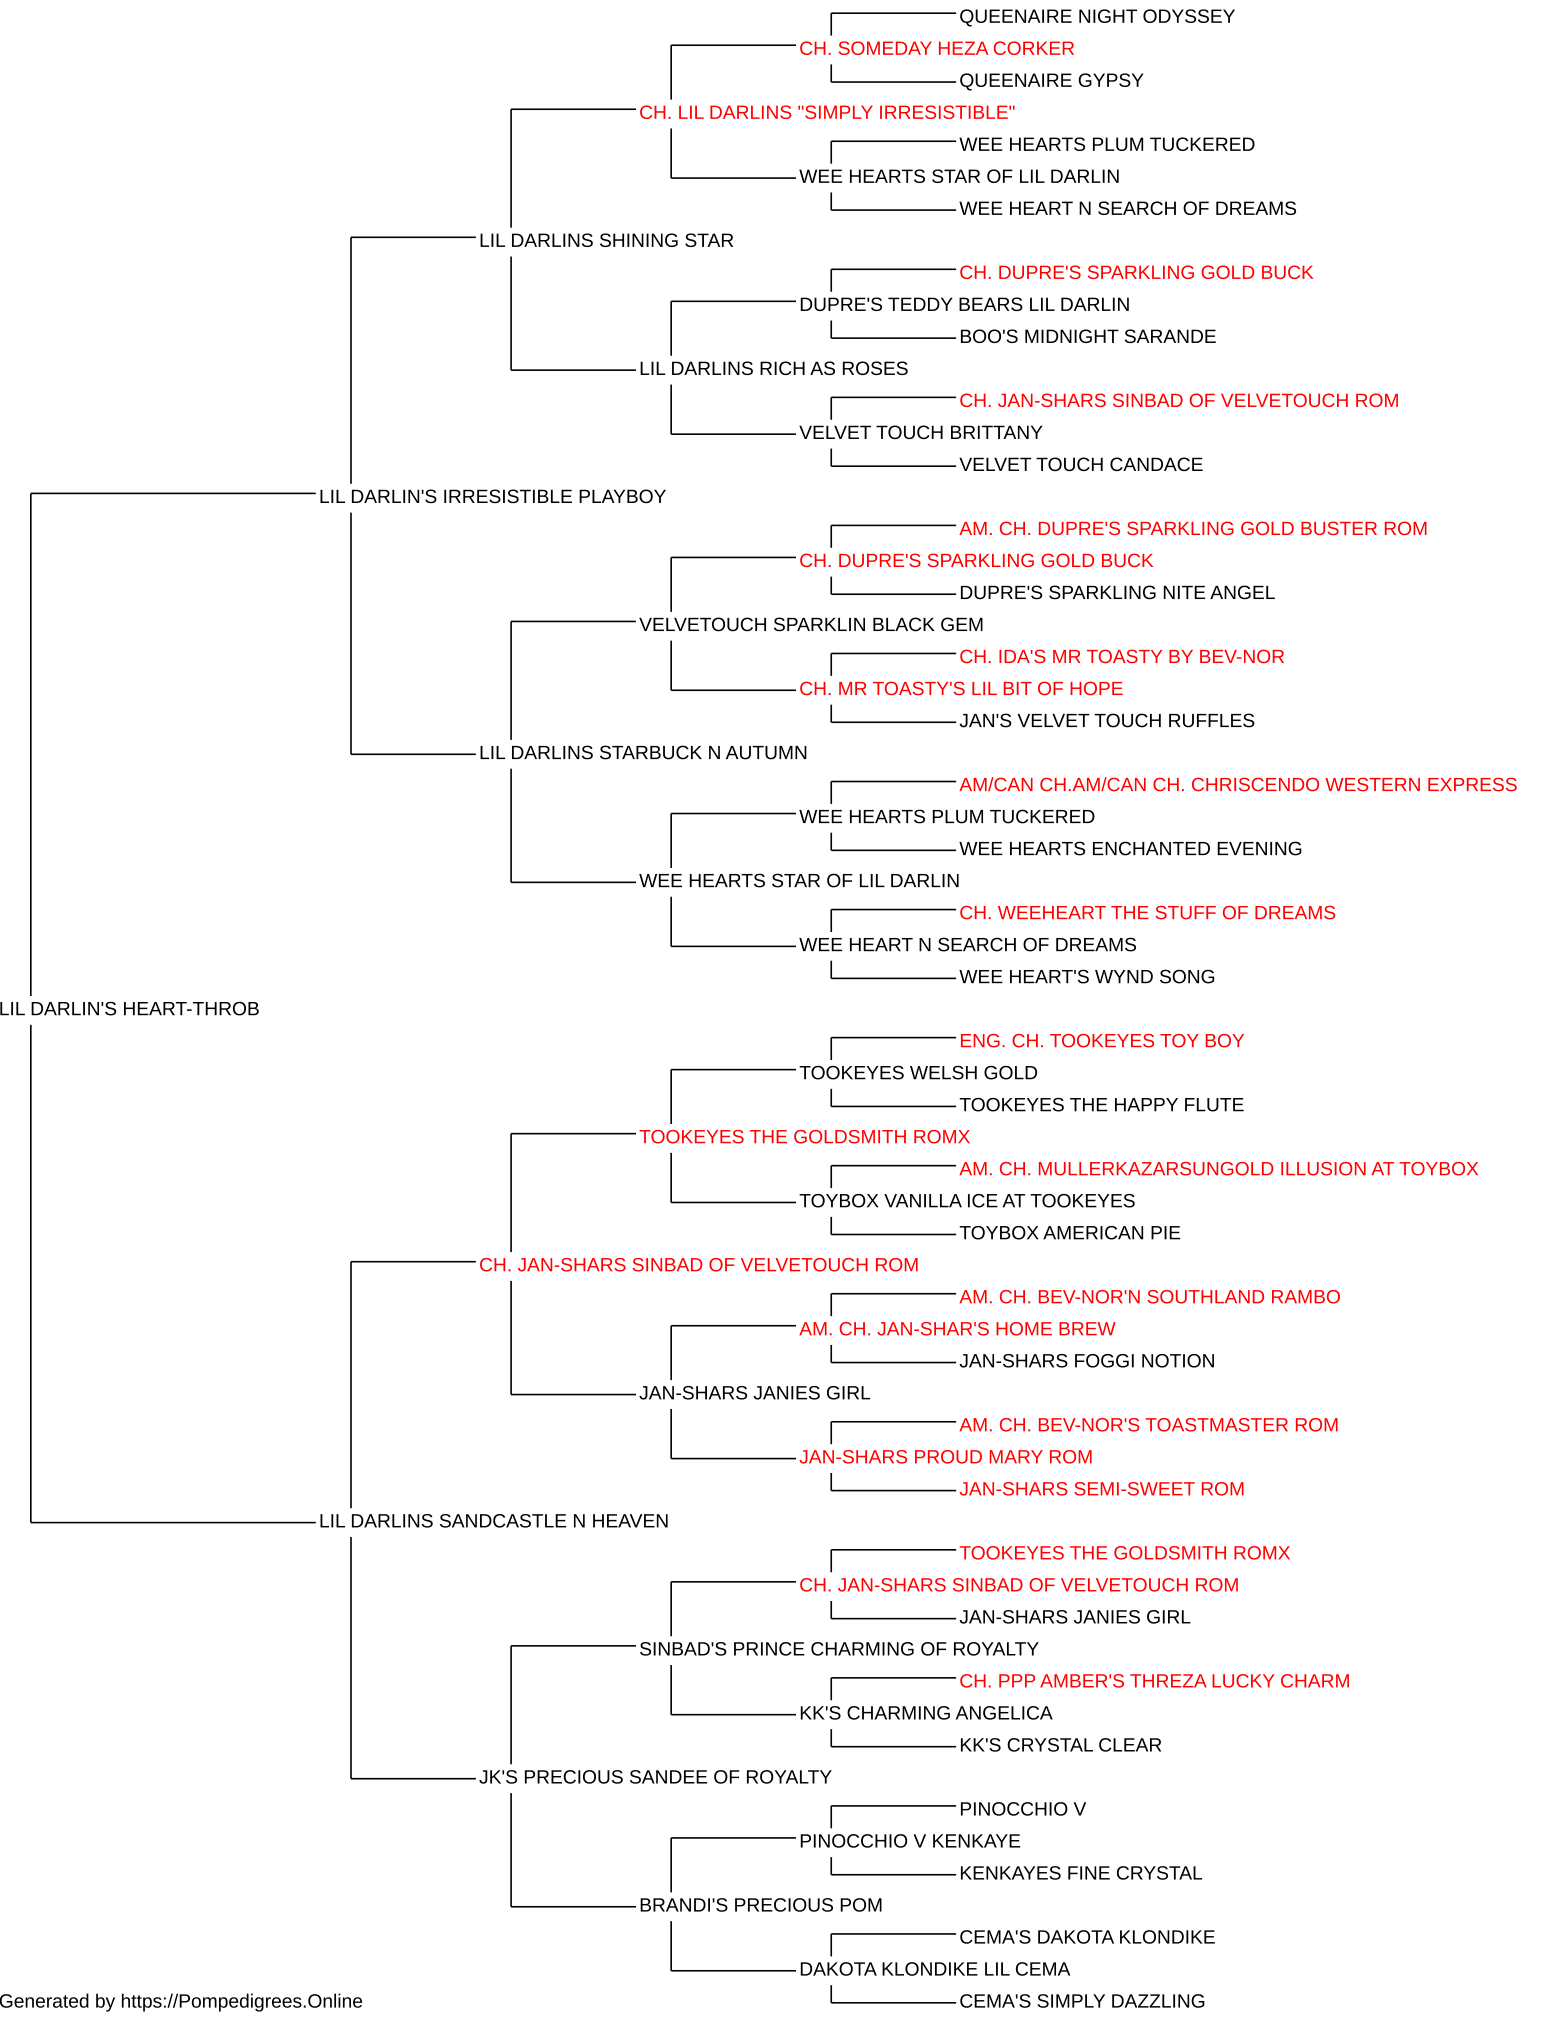 QUEENAIRE NIGHT ODYSSEY
CH. SOMEDAY HEZA CORKER
QUEENAIRE GYPSY
CH. LIL DARLINS "SIMPLY IRRESISTIBLE"
WEE HEARTS PLUM TUCKERED
WEE HEARTS STAR OF LIL DARLIN
WEE HEART N SEARCH OF DREAMS
LIL DARLINS SHINING STAR
CH. DUPRE'S SPARKLING GOLD BUCK
DUPRE'S TEDDY BEARS LIL DARLIN
BOO'S MIDNIGHT SARANDE
LIL DARLINS RICH AS ROSES
CH. JAN-SHARS SINBAD OF VELVETOUCH ROM
VELVET TOUCH BRITTANY
VELVET TOUCH CANDACE
LIL DARLIN'S IRRESISTIBLE PLAYBOY
AM. CH. DUPRE'S SPARKLING GOLD BUSTER ROM
CH. DUPRE'S SPARKLING GOLD BUCK
DUPRE'S SPARKLING NITE ANGEL
VELVETOUCH SPARKLIN BLACK GEM
CH. IDA'S MR TOASTY BY BEV-NOR
CH. MR TOASTY'S LIL BIT OF HOPE
JAN'S VELVET TOUCH RUFFLES
LIL DARLINS STARBUCK N AUTUMN
AM/CAN CH.AM/CAN CH. CHRISCENDO WESTERN EXPRESS
WEE HEARTS PLUM TUCKERED
WEE HEARTS ENCHANTED EVENING
WEE HEARTS STAR OF LIL DARLIN
CH. WEEHEART THE STUFF OF DREAMS
WEE HEART N SEARCH OF DREAMS
WEE HEART'S WYND SONG
LIL DARLIN'S HEART-THROB
ENG. CH. TOOKEYES TOY BOY
TOOKEYES WELSH GOLD
TOOKEYES THE HAPPY FLUTE
TOOKEYES THE GOLDSMITH ROMX
AM. CH. MULLERKAZARSUNGOLD ILLUSION AT TOYBOX
TOYBOX VANILLA ICE AT TOOKEYES
TOYBOX AMERICAN PIE
CH. JAN-SHARS SINBAD OF VELVETOUCH ROM
AM. CH. BEV-NOR'N SOUTHLAND RAMBO
AM. CH. JAN-SHAR'S HOME BREW
JAN-SHARS FOGGI NOTION
JAN-SHARS JANIES GIRL
AM. CH. BEV-NOR'S TOASTMASTER ROM
JAN-SHARS PROUD MARY ROM
JAN-SHARS SEMI-SWEET ROM
LIL DARLINS SANDCASTLE N HEAVEN
TOOKEYES THE GOLDSMITH ROMX
CH. JAN-SHARS SINBAD OF VELVETOUCH ROM
JAN-SHARS JANIES GIRL
SINBAD'S PRINCE CHARMING OF ROYALTY
CH. PPP AMBER'S THREZA LUCKY CHARM
KK'S CHARMING ANGELICA
KK'S CRYSTAL CLEAR
JK'S PRECIOUS SANDEE OF ROYALTY
PINOCCHIO V
PINOCCHIO V KENKAYE
KENKAYES FINE CRYSTAL
BRANDI'S PRECIOUS POM
CEMA'S DAKOTA KLONDIKE
DAKOTA KLONDIKE LIL CEMA
CEMA'S SIMPLY DAZZLING
Generated by https://Pompedigrees.Online